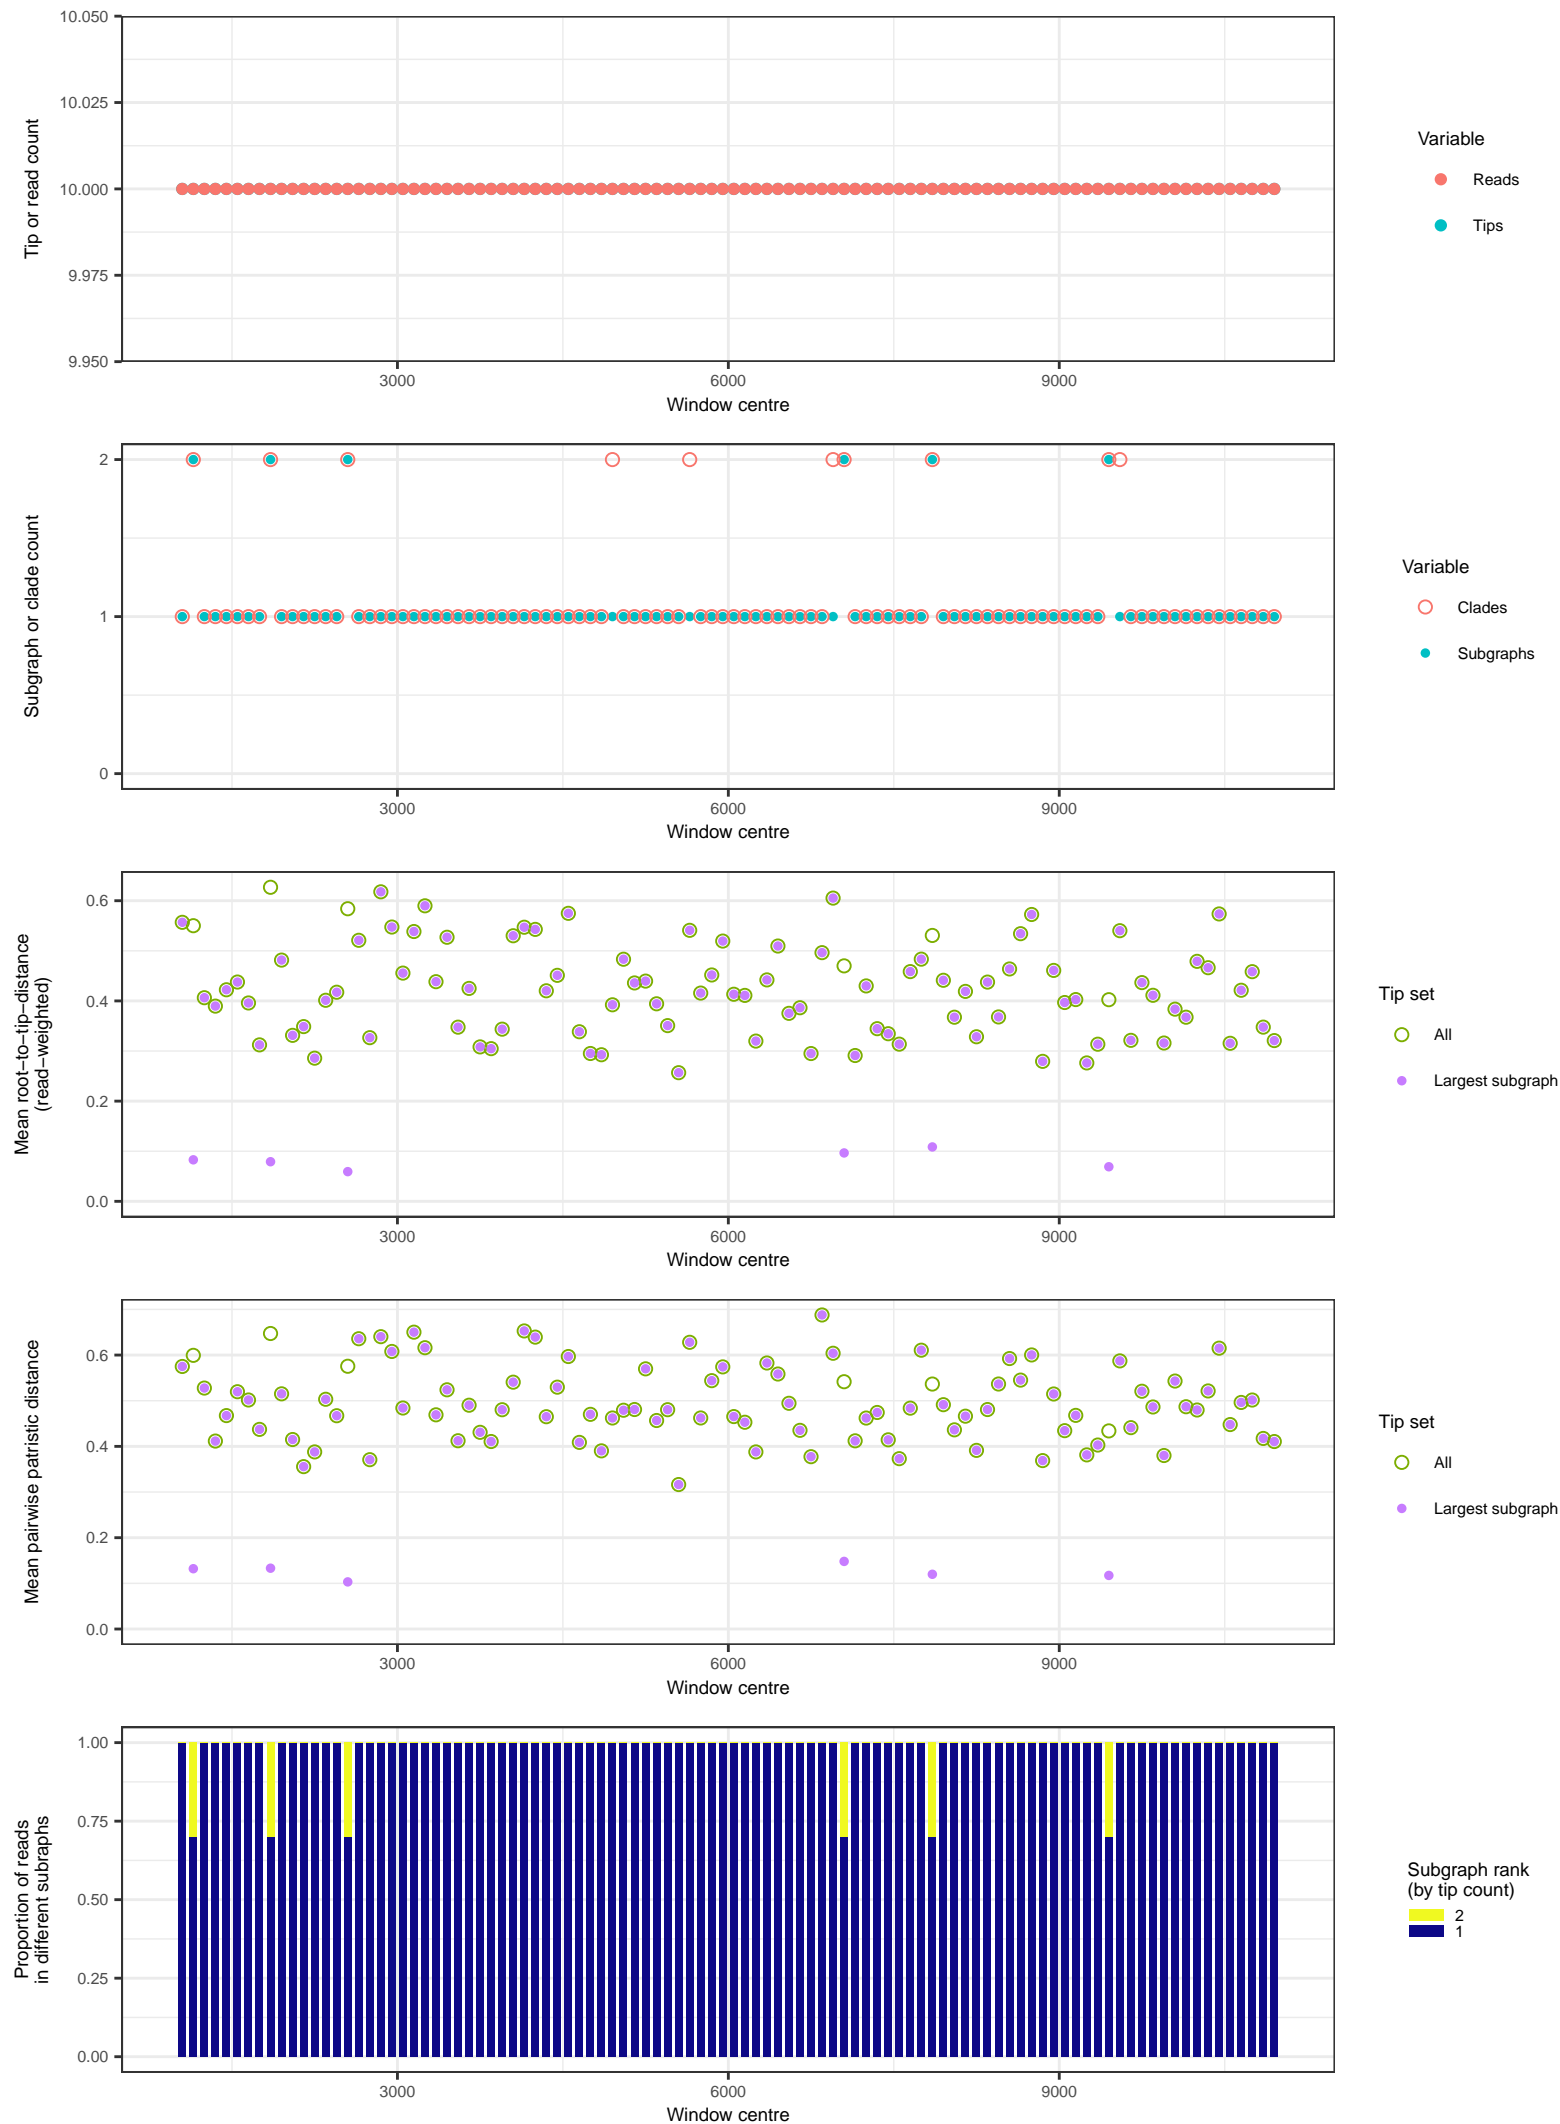 10.050
10.025
10.000
9.975
9.950
Tip or read count
3000
6000
9000
Window centre
Variable
Reads
Tips
2
1
0
Subgraph or clade count
3000
6000
9000
Window centre
Variable
Clades
Subgraphs
0.6
0.4
0.2
0.0
Mean root−to−tip−distance
(read−weighted)
3000
6000
9000
Window centre
Tip set
All
Largest subgraph
0.6
0.4
0.2
0.0
Mean pairwise patristic distance
3000
6000
9000
Window centre
Tip set
All
Largest subgraph
1.00
0.75
0.50
0.25
0.00
Proportion of reads
in different subraphs
3000
6000
9000
Window centre
Subgraph rank
(by tip count)
2
1